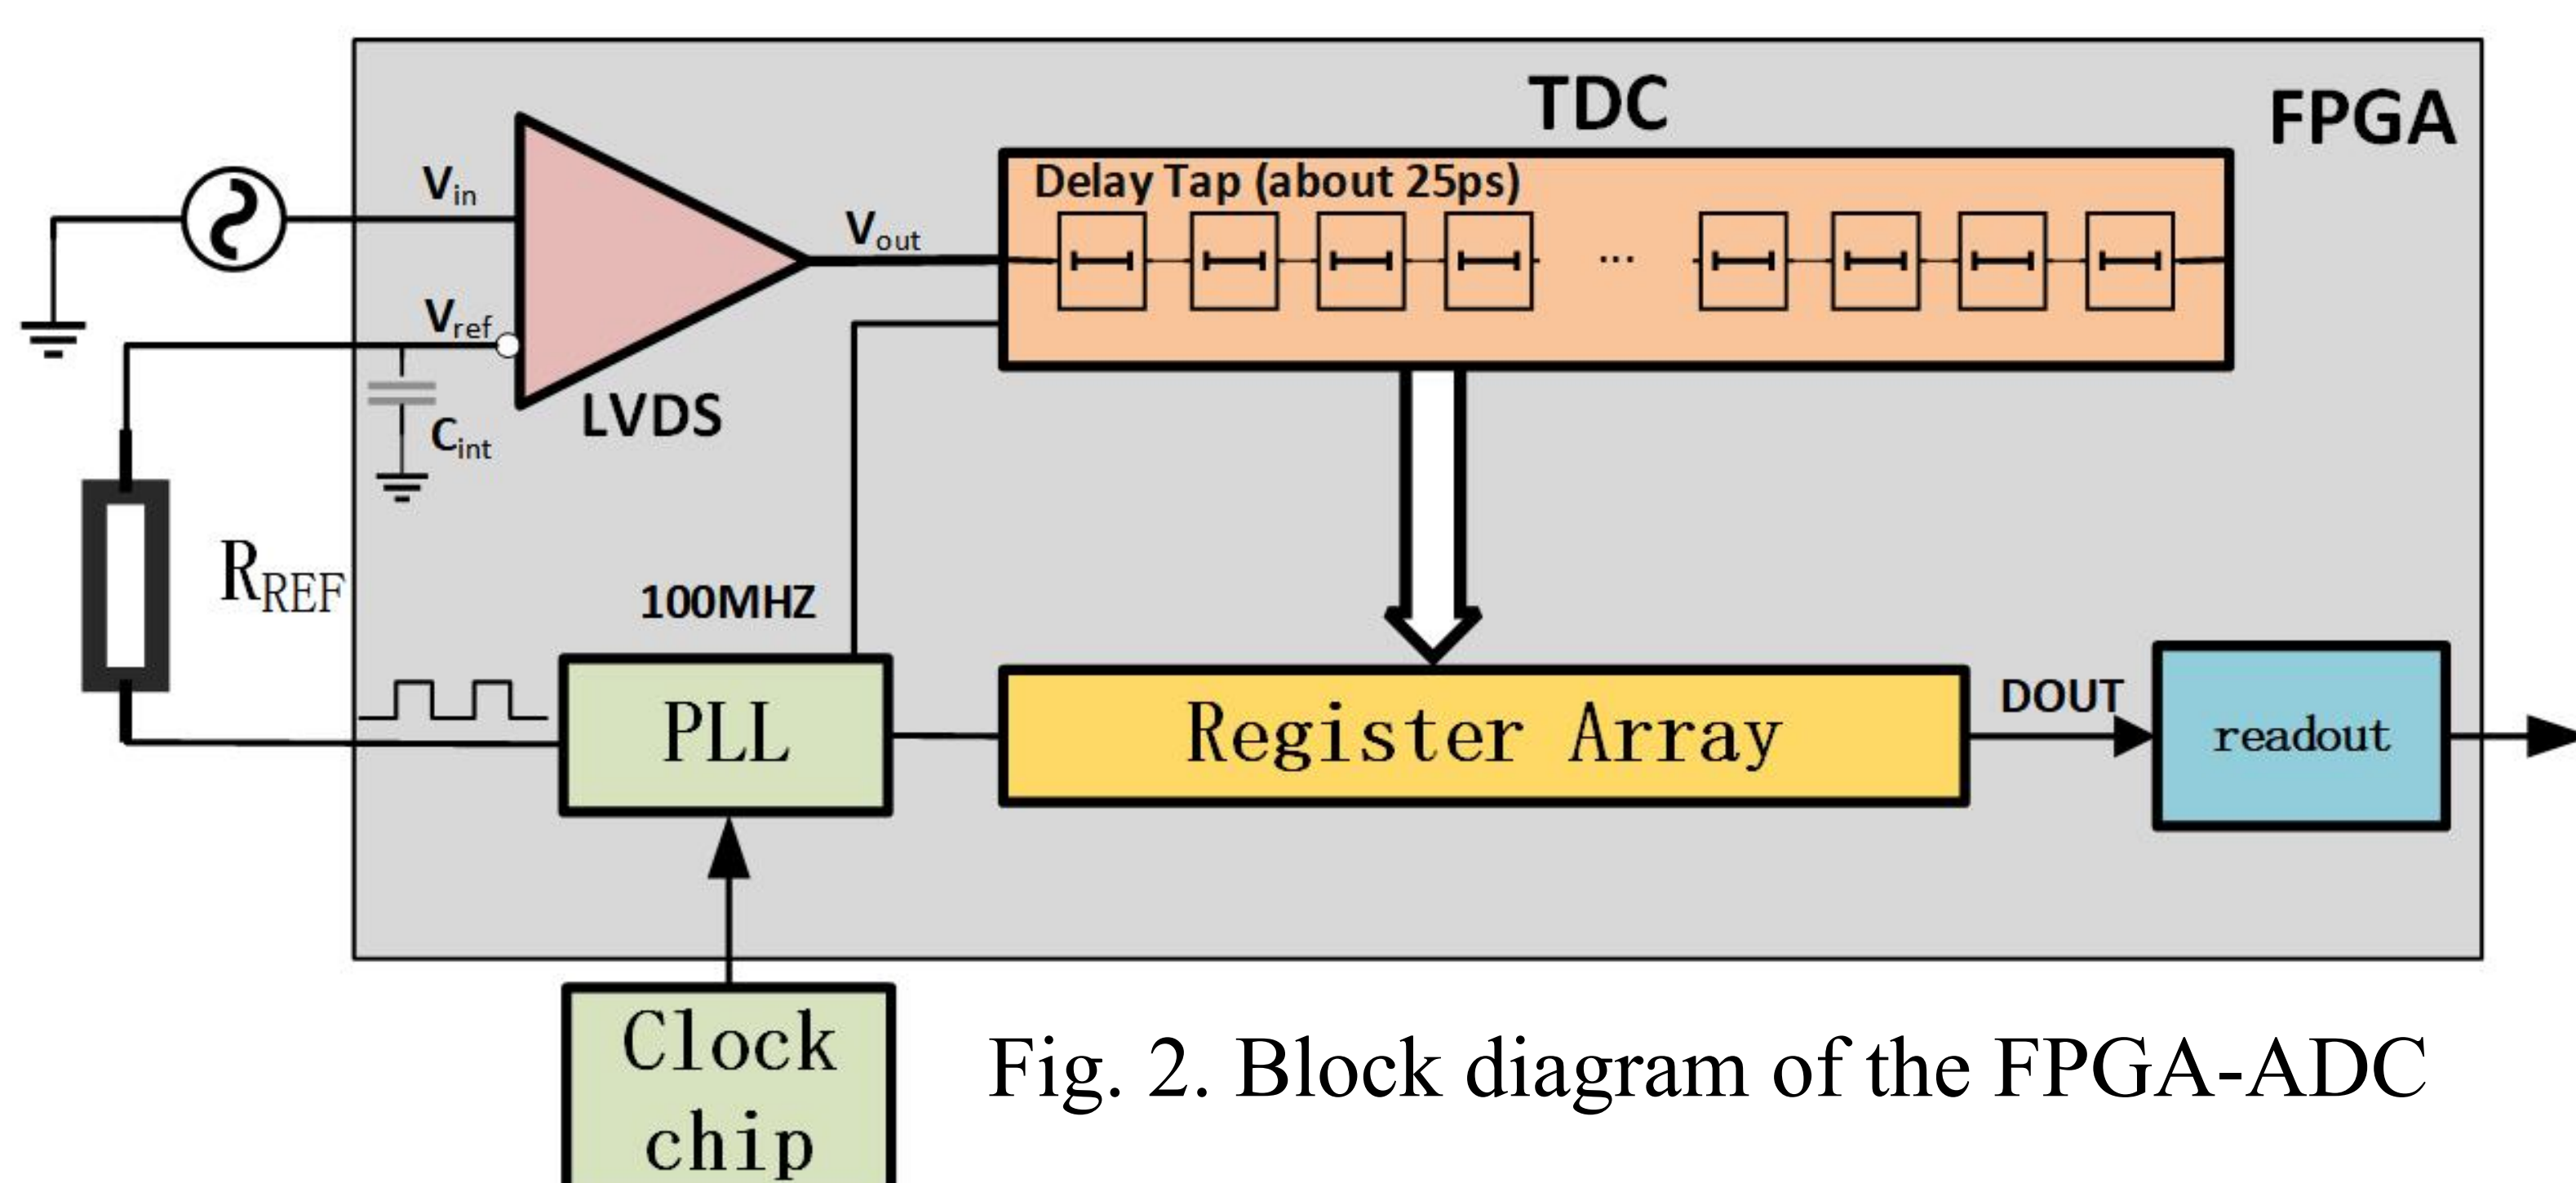 TDC
FPGA
Delay Tap (about 25ps)
Vin
Vout
...
Vref
LVDS
Cint
RREF
100MHZ
PLL
Register Array
DOUT
readout
Clock
chip
Fig. 2. Block diagram of the FPGA-ADC